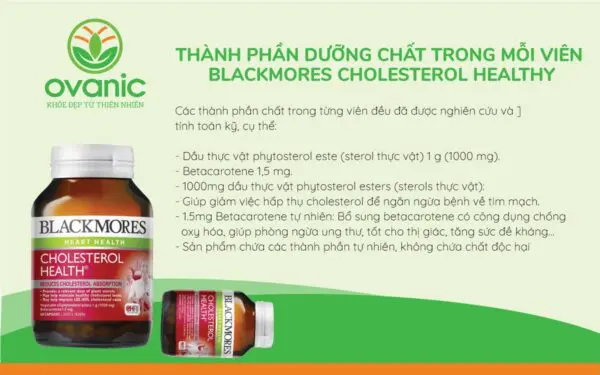 ovanic
KHỎE ĐẸP TỪ THIÊN NHIÊN
THÀNH PHẦN DƯỠNG CHẤT TRONG MỖI VIÊN
BLACKMORES CHOLESTEROL HEALTHY
Các thành phần chất trong từng viên đều đã được nghiên cứu và ]
tính toán kỹ, cụ thể:
- Dầu thực vật phytosterol este (sterol thực vật) 1 g (1000 mg).
- Betacarotene 1,5 mg.
- 1000mg dầu thực vật phytosterol esters (sterols thực vật):
- Giúp giảm việc hấp thụ cholesterol để ngăn ngừa bệnh về tim mạch.
- 1.5mg Betacarotene tự nhiên: Bổ sung betacarotene có công dụng chống
oxy hóa, giúp phòng ngừa ung thư, tốt cho thị giác, tăng sức đề kháng...
- Sản phẩm chứa các thành phần tự nhiên, không chứa chất độc hại
BLACKMORES
HEART HEALTH
CHOLESTEROL
HEALTH
REDUCES CHOLESTEROL ABSORPTION
BLACKMORES
CHOLESTEROL
HEALTH